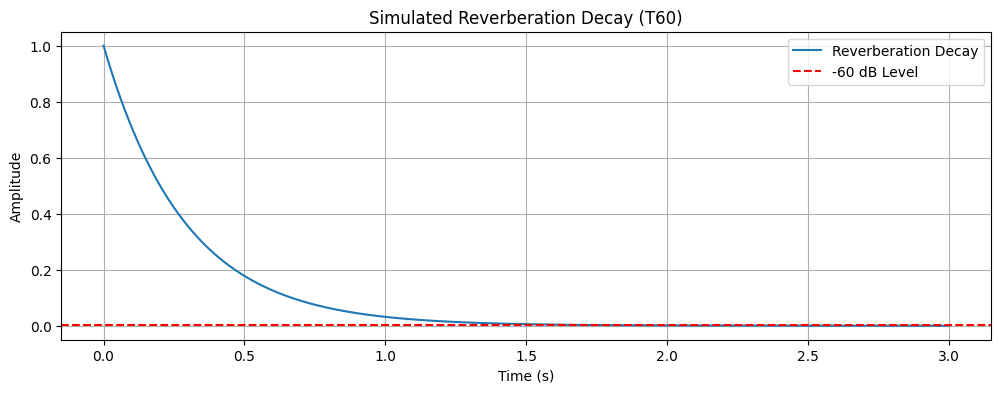 Simulated Reverberation Decay (T60)
Reverberation Decay
-60 dB Level
Amplitude
1.0
0.8
0.6
0.4
0.2
0.0
0.0 0.5 1.0 1.5 2.0 2.5 3.0
Time (s)